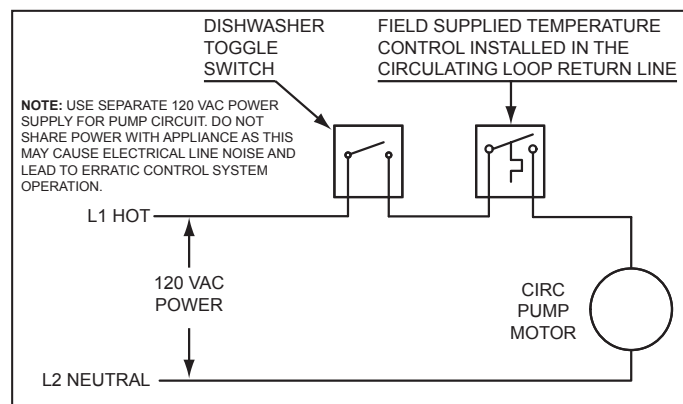 DISHWASHER
TOGGLE
SWITCH
FIELD SUPPLIED TEMPERATURE
CONTROL INSTALLED IN THE
CIRCULATING LOOP RETURN LINE
NOTE: USE SEPARATE 120 VAC POWER
SUPPLY FOR PUMP CIRCUIT. DO NOT
SHARE POWER WITH APPLIANCE AS THIS
MAY CAUSE ELECTRICAL LINE NOISE AND
LEAD TO ERRATIC CONTROL SYSTEM
OPERATION.
L1 HOT
120 VAC
POWER
CIRC
PUMP
MOTOR
L2 NEUTRAL